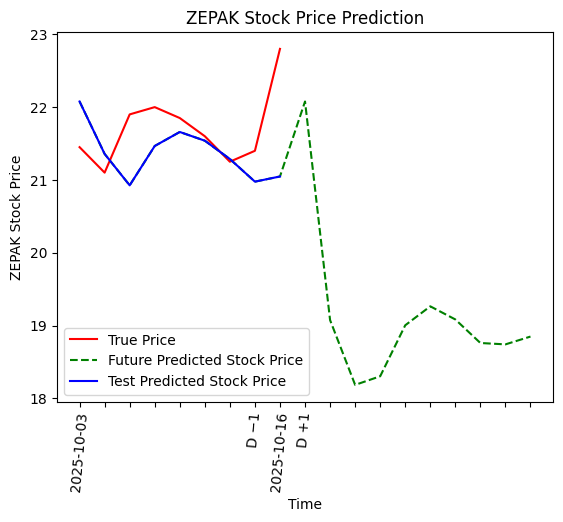 ZEPAK Stock Price Prediction
ZEPAK Stock Price
23
22
21
20
19
18
True Price
Future Predicted Stock Price
Test Predicted Stock Price
2025-10-03
D −1
2025-10-16
D +1
Time